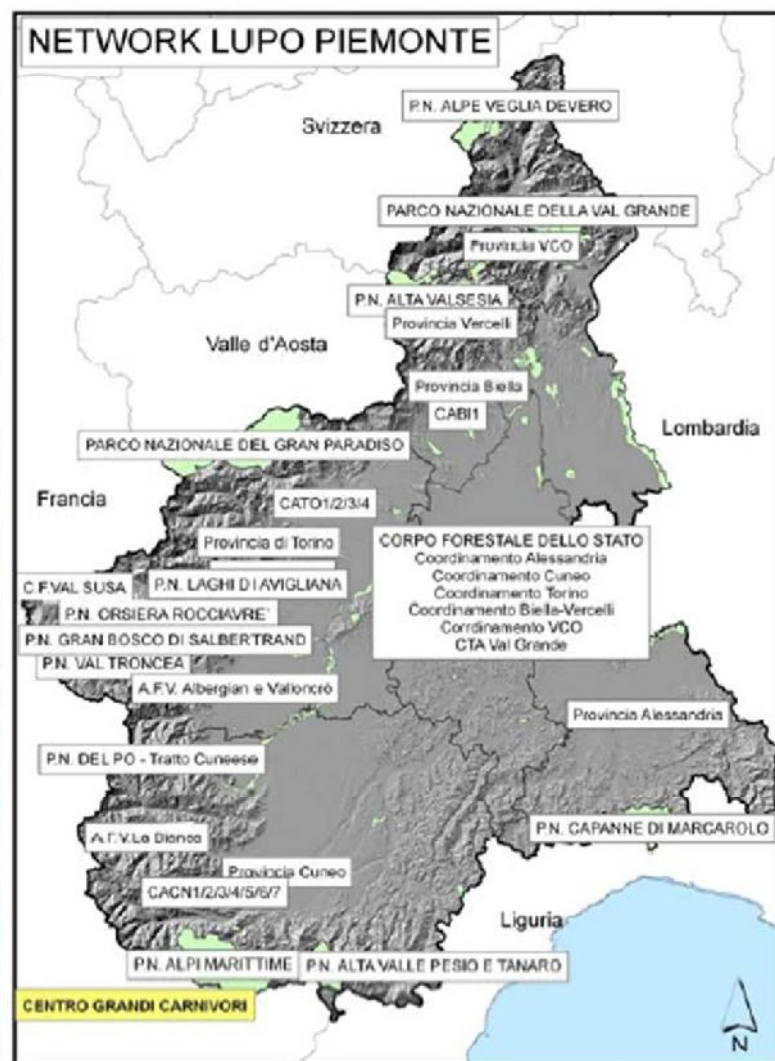 NETWORK LUPO PIEMONTE
P.N. ALPE VEGLIA DEVERO
Svizzera
PARCO NAZIONALE DELLA VAL GRANDE
Provincia VCO
P.N. ALTA VALSESIA
Provincia Vercelli
Valle d'Aosta
Provincia Biella
CABI1
Lombardia
PARCO NAZIONALE DEL GRAN PARADISO
Francia
CATO1/2/3/4
Provincia di Torino
CORPO FORESTALE DELLO STATO
Coordinamento Alessandria
Coordinamento Cuneo
Coordinamento Torino
Coordinamento Biella-Vercelli
Corrdinamento VCO
CTA Val Grande
C.F.VAL SUSA
P.N. LAGHI DI AVIGLIANA
P.N. ORSIERA ROCCIAVRE'
P.N. GRAN BOSCO DI SALBERTRAND
P.N. VAL TRONCEA
A.F.V. Albergian e Valloncrò
Provincia Alessandria
P.N. DEL PO - Tratto Cuneese
P.N. CAPANNE DI MARCAROLO
A.F.V.La Bianca
Provincia Cuneo
CACN1/2/3/4/5/6/7
Liguria
P.N. ALPI MARITTIME
P.N. ALTA VALLE PESIO E TANARO
CENTRO GRANDI CARNIVORI
N